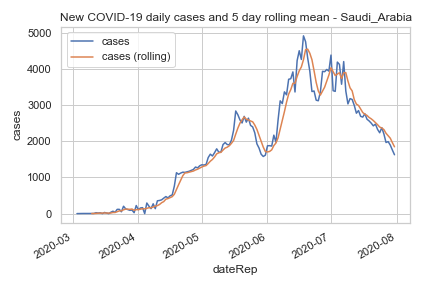 New COVID-19 daily cases and 5 day rolling mean - Saudi_Arabia
cases
cases (rolling)
5000
4000
3000
2000
1000
0
cases
2020-03
2020-04
2020-05
2020-06
2020-07
2020-08
dateRep